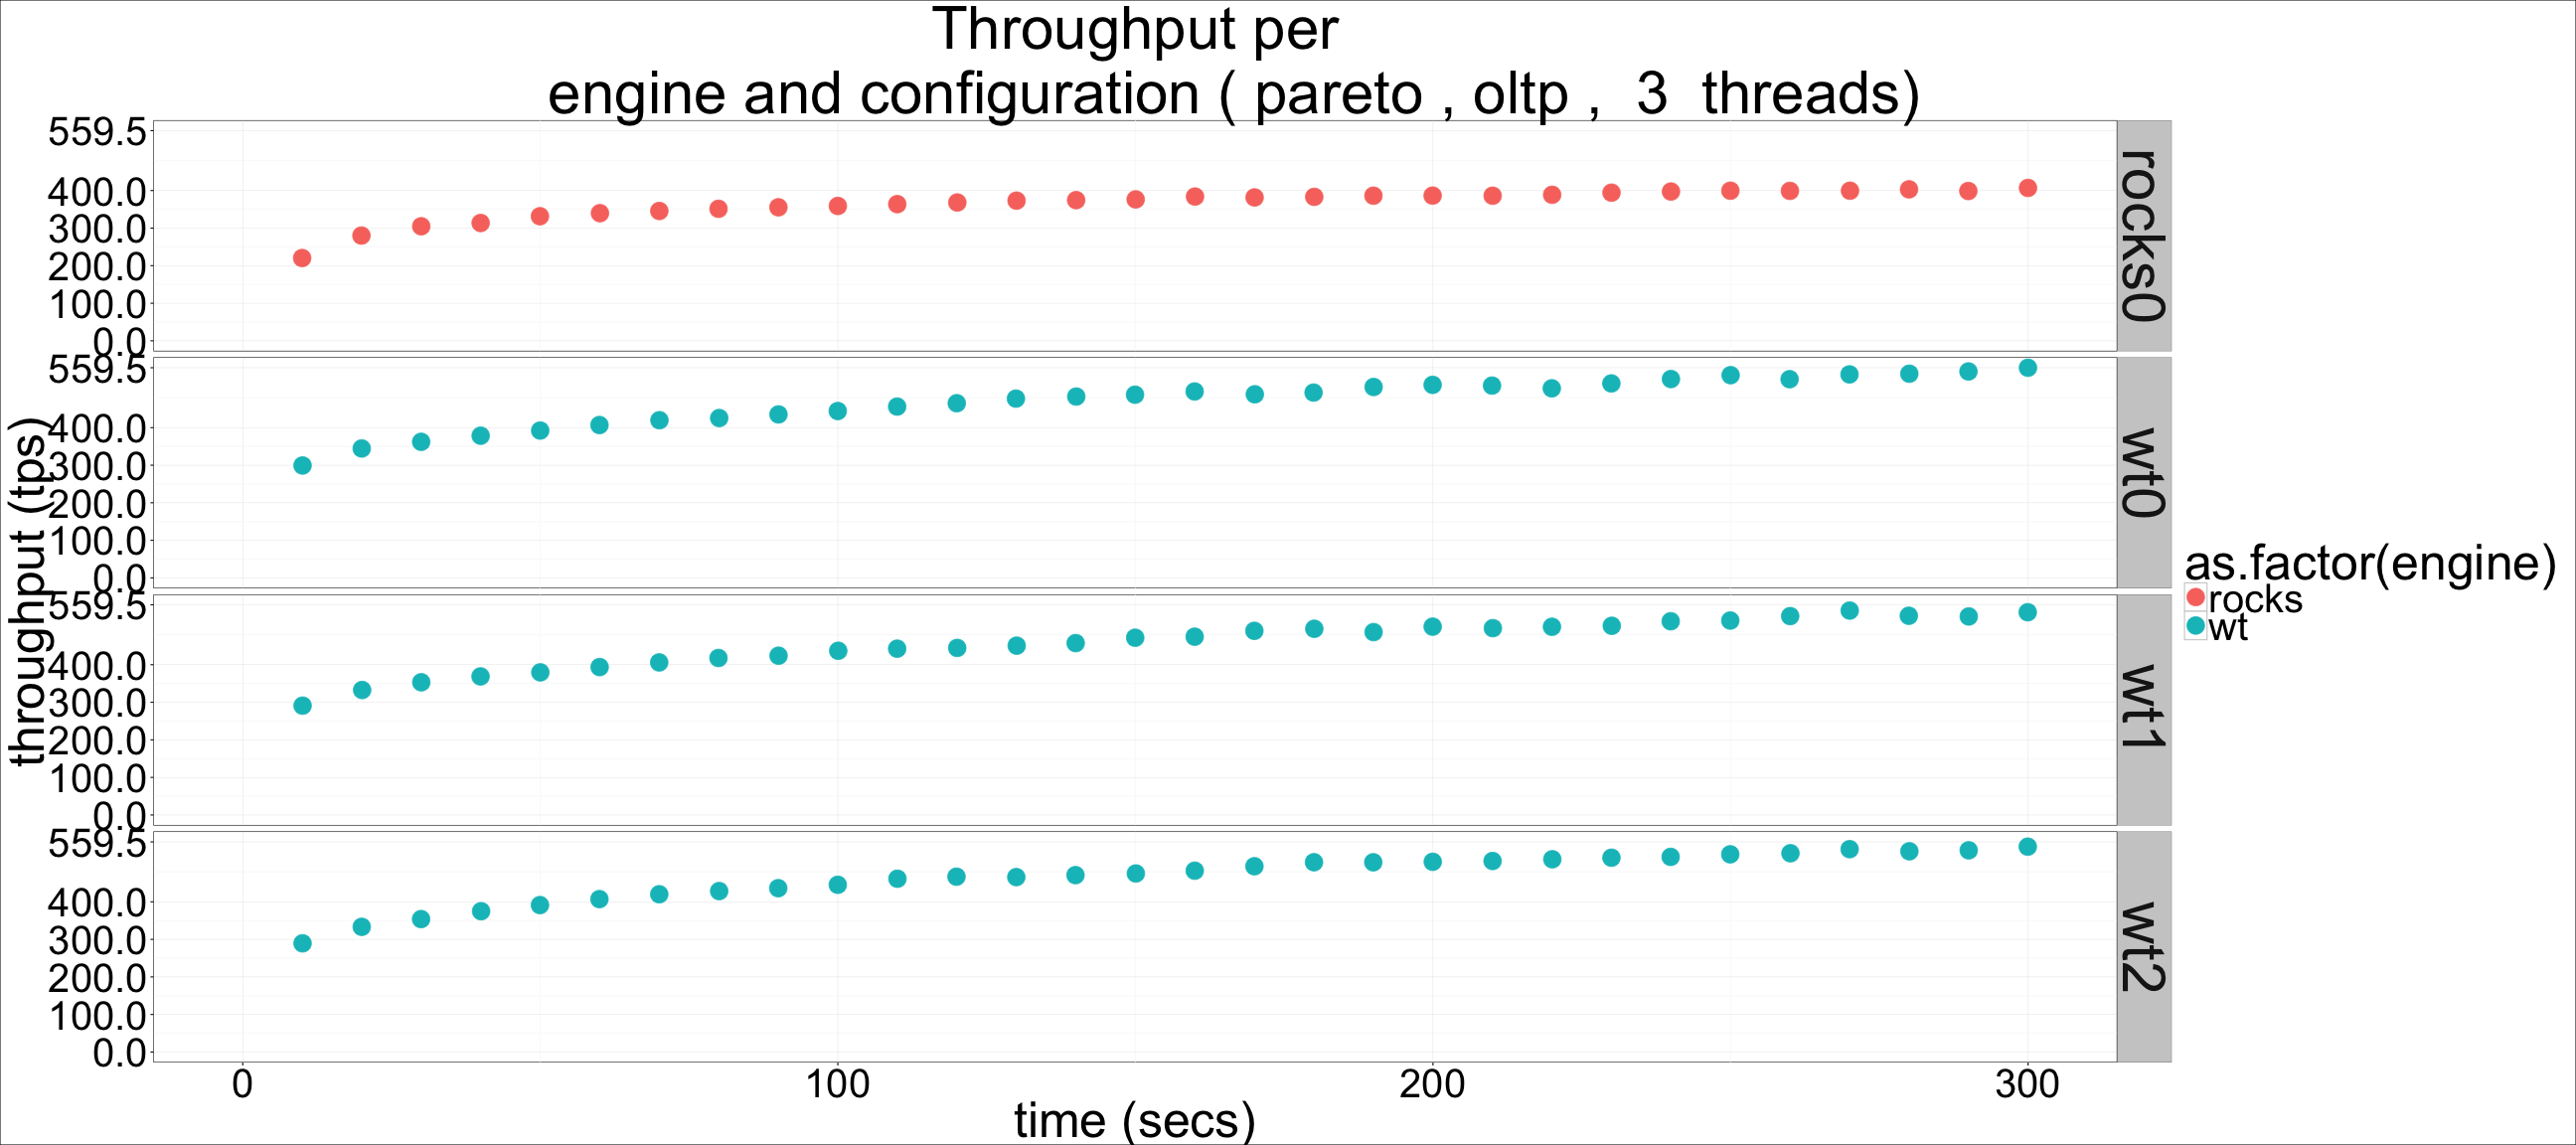 Throughput per
engine and configuration ( pareto , oltp , 3 threads)
throughput (tps)
559.5
400.0
300.0
200.0
100.0
0.0
rocks0
559.5
400.0
300.0
200.0
100.0
0.0
wt0
559.5
400.0
300.0
200.0
100.0
0.0
wt1
559.5
400.0
300.0
200.0
100.0
0.0
wt2
0 100 200 300
time (secs)
as.factor(engine)
rocks
wt